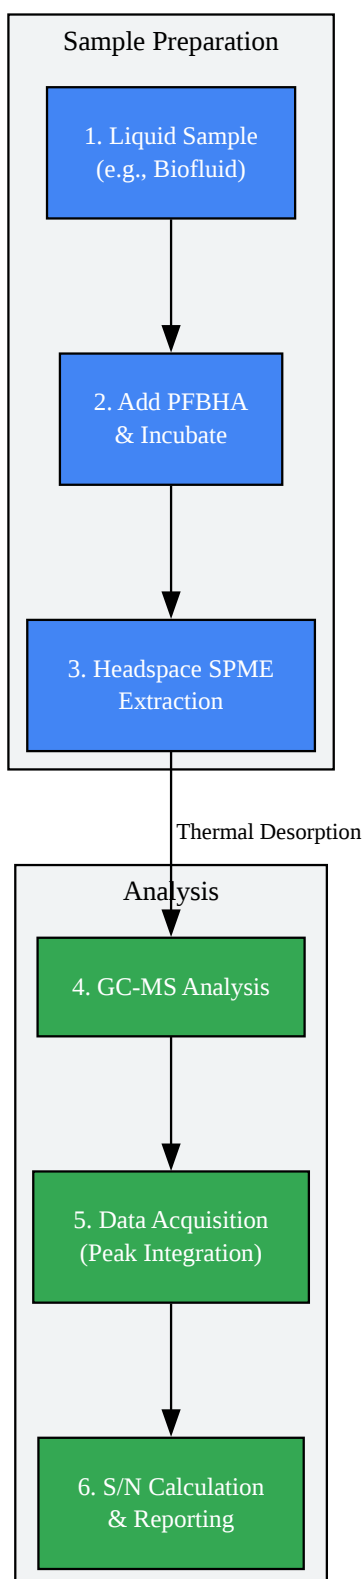 Sample Preparation
1. Liquid Sample
(e.g., Biofluid)
2. Add PFBHA
& Incubate
3. Headspace SPME
Extraction
Thermal Desorption
Analysis
4. GC-MS Analysis
5. Data Acquisition
(Peak Integration)
6. S/N Calculation
& Reporting